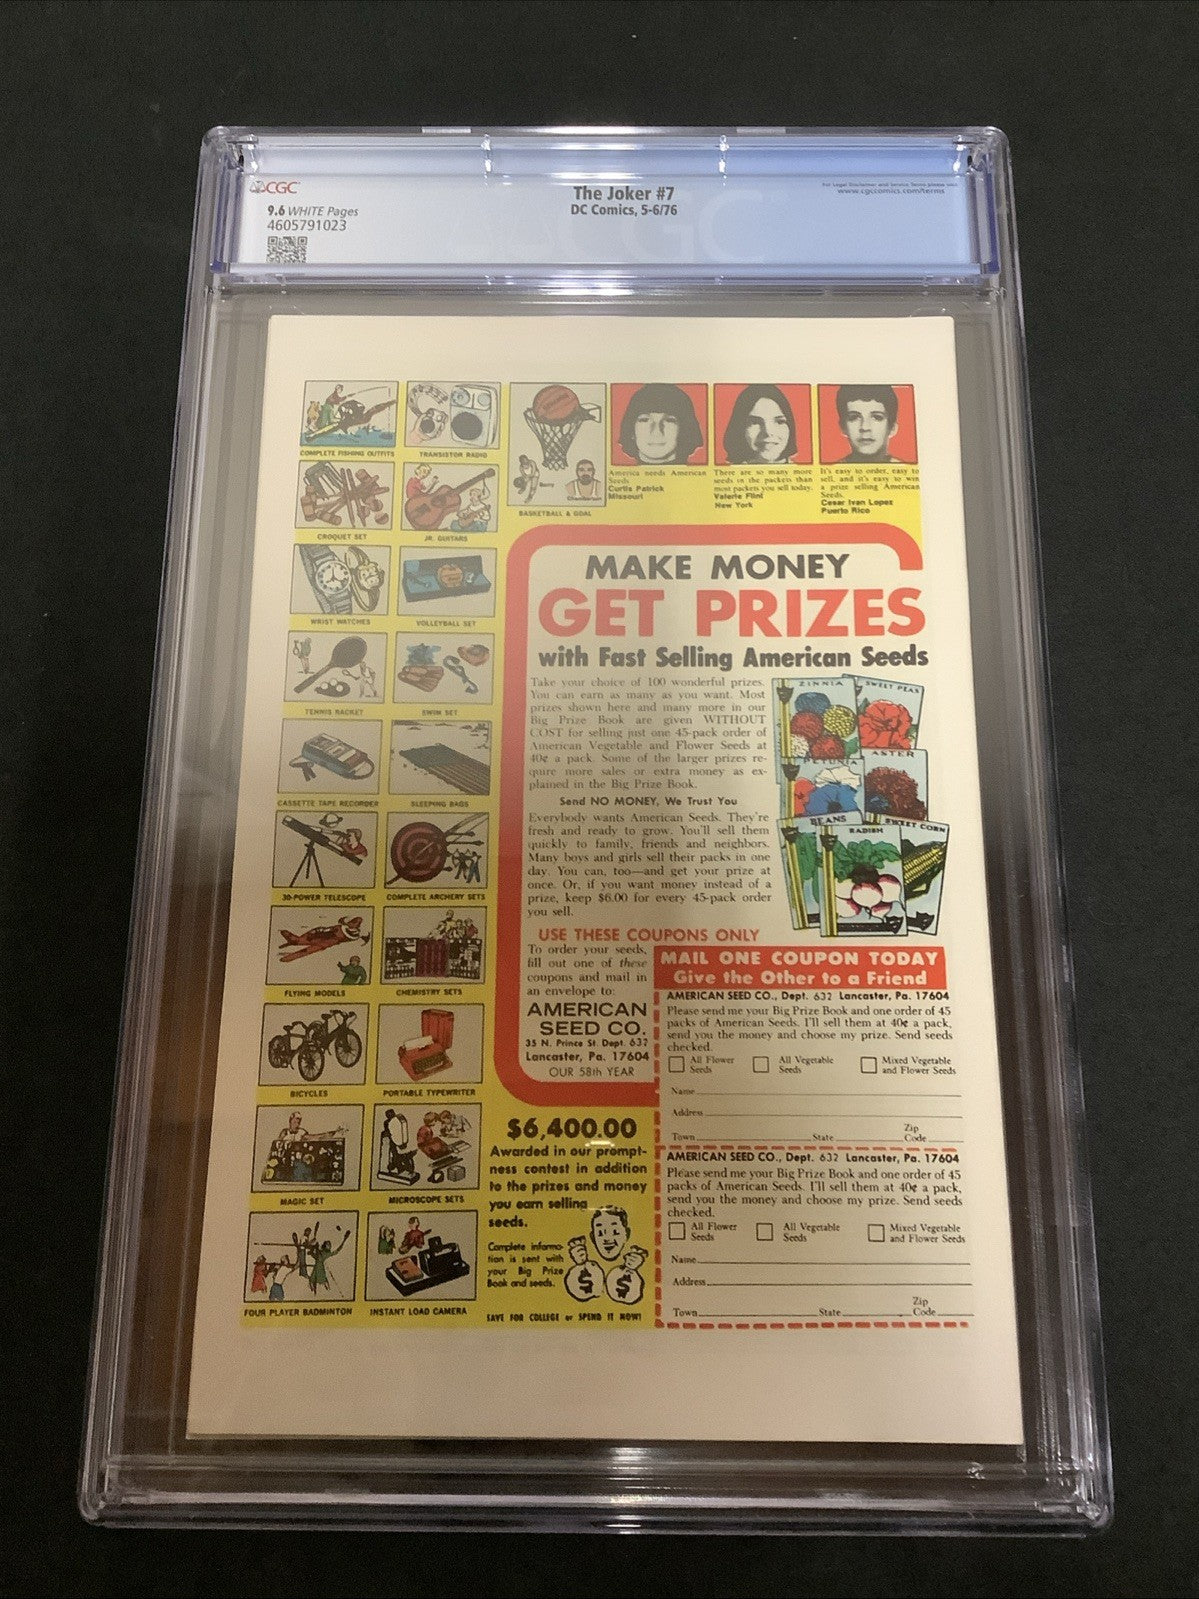 CGC
9.6 WHITE Pages
4605791023
The Joker #7
DC Comics, 5-6/76
For Legal Disclaimer and Service Terms please visit
www.cgccomics.com/terms
COMPLETE FISHING OUTFITS
TRANSISTOR RADIO
CROQUET SET
JR. GUITARS
BASKETBALL & GOAL
Barry
Chamberlain
WRIST WATCHES
VOLLEYBALL SET
TENNIS RACKET
SWIM SET
CASSETTE TAPE RECORDER
SLEEPING BAGS
30-POWER TELESCOPE
COMPLETE ARCHERY SETS
FLYING MODELS
CHEMISTRY SETS
BICYCLES
PORTABLE TYPEWRITER
MAGIC SET
MICROSCOPE SETS
FOUR PLAYER BADMINTON
INSTANT LOAD CAMERA
America needs American
Seeds
Curtis Patrick
Missouri
There are so many more
seeds in the packets than
most packets you sell today.
Valerie Flint
New York
It's easy to order, easy to
sell, and it's easy to win
a prize selling American
Seeds.
Cesar Ivan Lopez
Puerto Rico
MAKE MONEY
GET PRIZES
with Fast Selling American Seeds
Take your choice of 100 wonderful prizes.
You can earn as many as you want. Most
prizes shown here and many more in our
Big Prize Book are given WITHOUT
COST for selling just one 45-pack order of
American Vegetable and Flower Seeds at
40¢ a pack. Some of the larger prizes re-
quire more sales or extra money as ex-
plained in the Big Prize Book.
Send NO MONEY, We Trust You
Everybody wants American Seeds. They're
fresh and ready to grow. You'll sell them
quickly to family, friends and neighbors.
Many boys and girls sell their packs in one
day. You can, too—and get your prize at
once. Or, if you want money instead of a
prize, keep $6.00 for every 45-pack order
you sell.
ZINNIA
SWEET PEAS
PETUNIA
ASTER
BEANS
RADISH
SWEET CORN
USE THESE COUPONS ONLY
To order your seeds,
fill out one of these
coupons and mail in
an envelope to:
AMERICAN
SEED CO.
35 N. Prince St. Dept. 632
Lancaster, Pa. 17604
OUR 58th YEAR
MAIL ONE COUPON TODAY
Give the Other to a Friend
AMERICAN SEED CO., Dept. 632 Lancaster, Pa. 17604
Please send me your Big Prize Book and one order of 45
packs of American Seeds. I'll sell them at 40¢ a pack,
send you the money and choose my prize. Send seeds
checked.
All Flower Seeds
All Vegetable Seeds
Mixed Vegetable and Flower Seeds
Name
Address
Town State Zip Code
AMERICAN SEED CO., Dept. 632 Lancaster, Pa. 17604
Please send me your Big Prize Book and one order of 45
packs of American Seeds. I'll sell them at 40¢ a pack,
send you the money and choose my prize. Send seeds
checked.
All Flower Seeds
All Vegetable Seeds
Mixed Vegetable and Flower Seeds
Name
Address
Town State Zip Code
$6,400.00
Awarded in our prompt-
ness contest in addition
to the prizes and money
you earn selling
seeds.
Complete informa-
tion is sent with
your Big Prize
Book and seeds.
$ $
SAVE FOR COLLEGE or SPEND IT NOW!